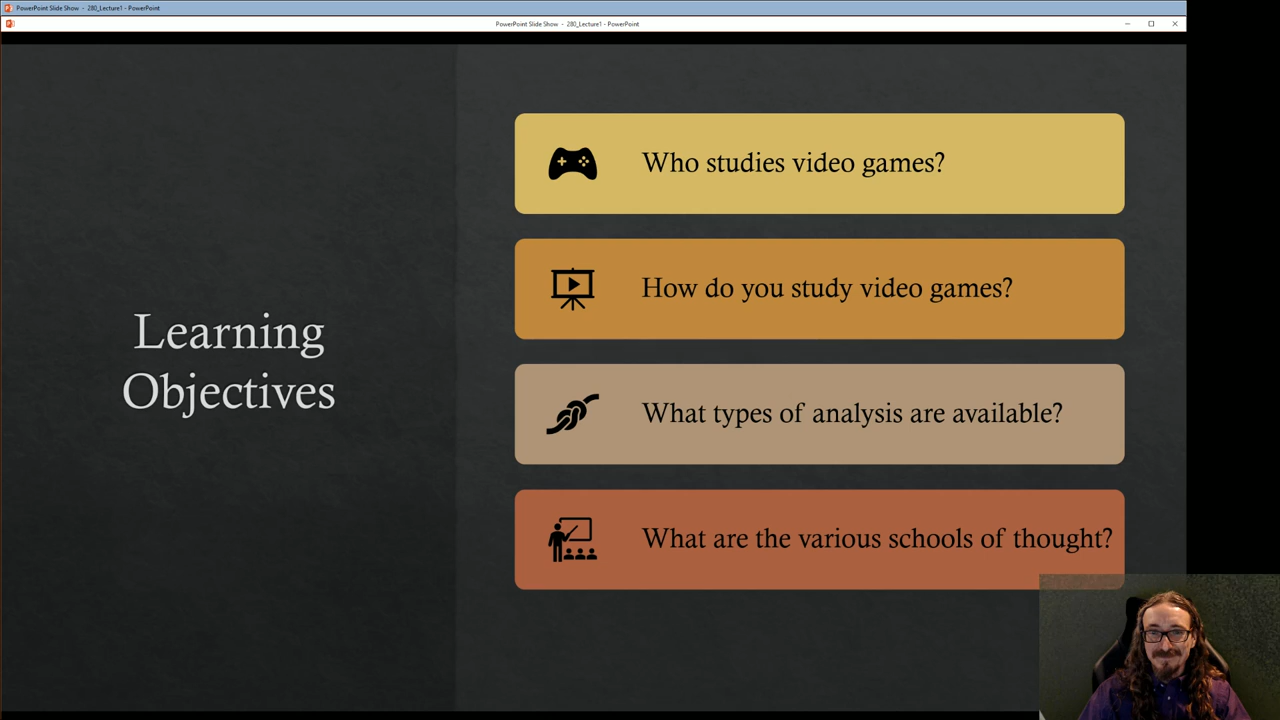 PowerPoint Slide Show - 280_Lecture1 - PowerPoint
PowerPoint Slide Show - 280_Lecture1 - PowerPoint
Learning
Objectives
Who studies video games?
How do you study video games?
What types of analysis are available?
What are the various schools of thought?